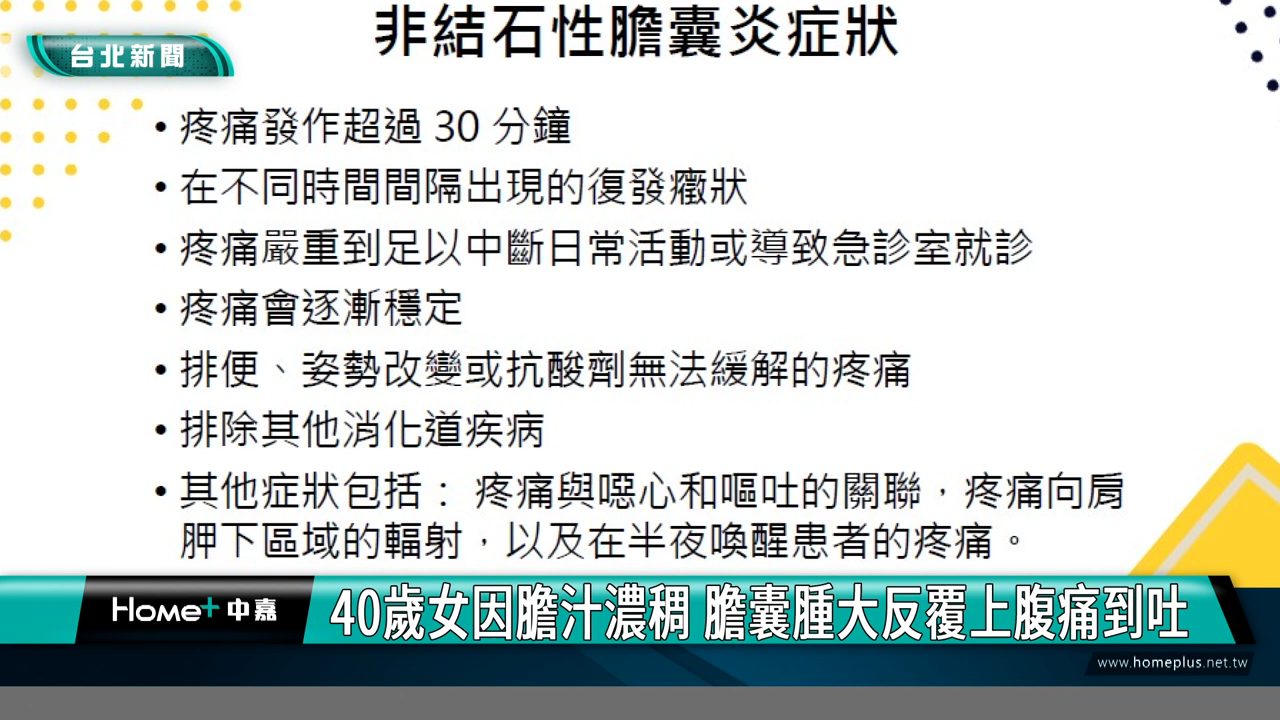 非結石性膽囊炎症狀
台北新聞
• 疼痛發作超過 30 分鐘
• 在不同時間間隔出現的復發癥狀
• 疼痛嚴重到足以中斷日常活動或導致急診室就診
• 疼痛會逐漸穩定
• 排便、姿勢改變或抗酸劑無法緩解的疼痛
• 排除其他消化道疾病
• 其他症狀包括： 疼痛與噁心和嘔吐的關聯，疼痛向肩
胛下區域的輻射，以及在半夜喚醒患者的疼痛。
Home+ 中嘉
40歲女因膽汁濃稠 膽囊腫大反覆上腹痛到吐
www.homeplus.net.tw